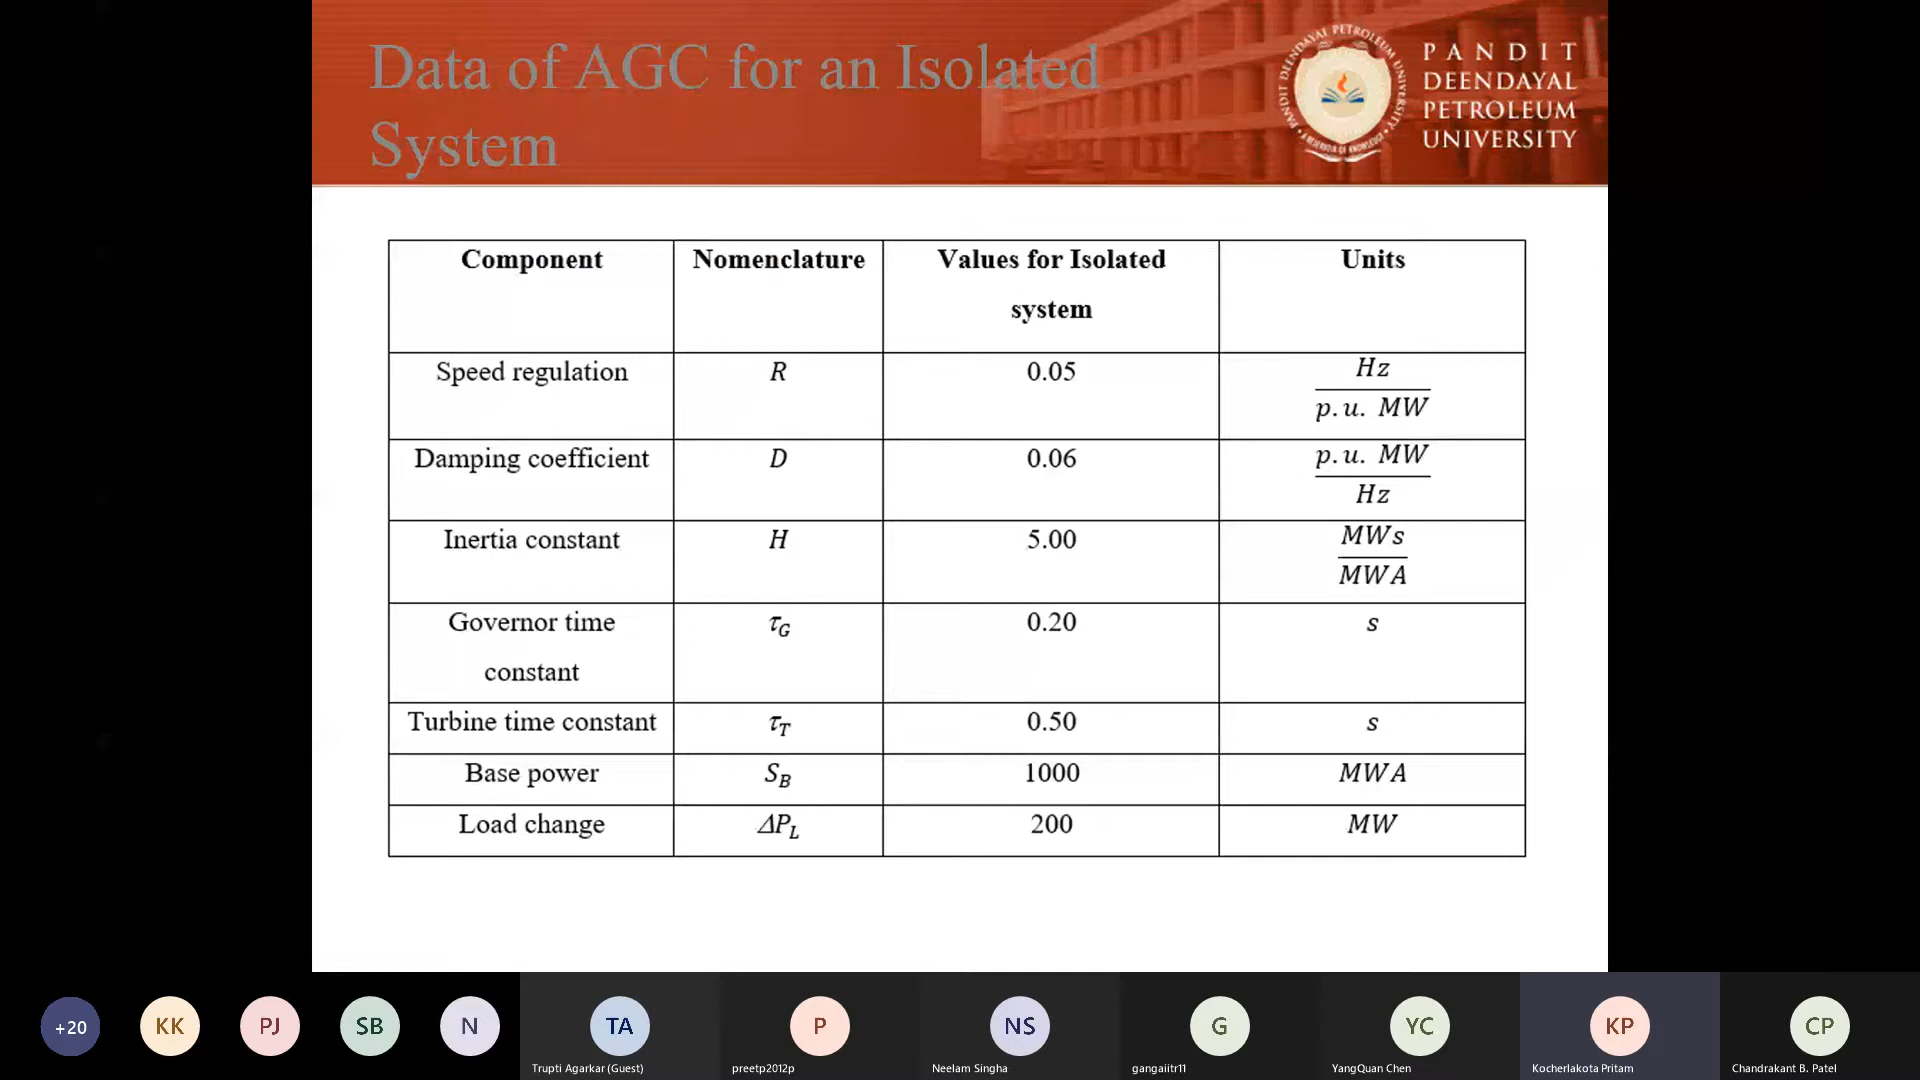 Data of AGC for an Isolated
System
PANDIT
DEENDAYAL
PETROLEUM
UNIVERSITY
PANDIT DEENDAYAL PETROLEUM UNIVERSITY
Component Nomenclature Values for Isolated Units
system
Speed regulation R 0.05 Hz
p.u. MW
Damping coefficient D 0.06 p.u. MW
Hz
Inertia constant H 5.00 MWs
MWA
Governor time τG 0.20 s
constant
Turbine time constant τT 0.50 s
Base power SB 1000 MWA
Load change ΔPL 200 MW
+20 KK PJ SB N TA P NS G YC KP CP
Trupti Agarkar (Guest) preetp2012p Neelam Singha gangaiitr11 YangQuan Chen Kocherlakota Pritam Chandrakant B. Patel